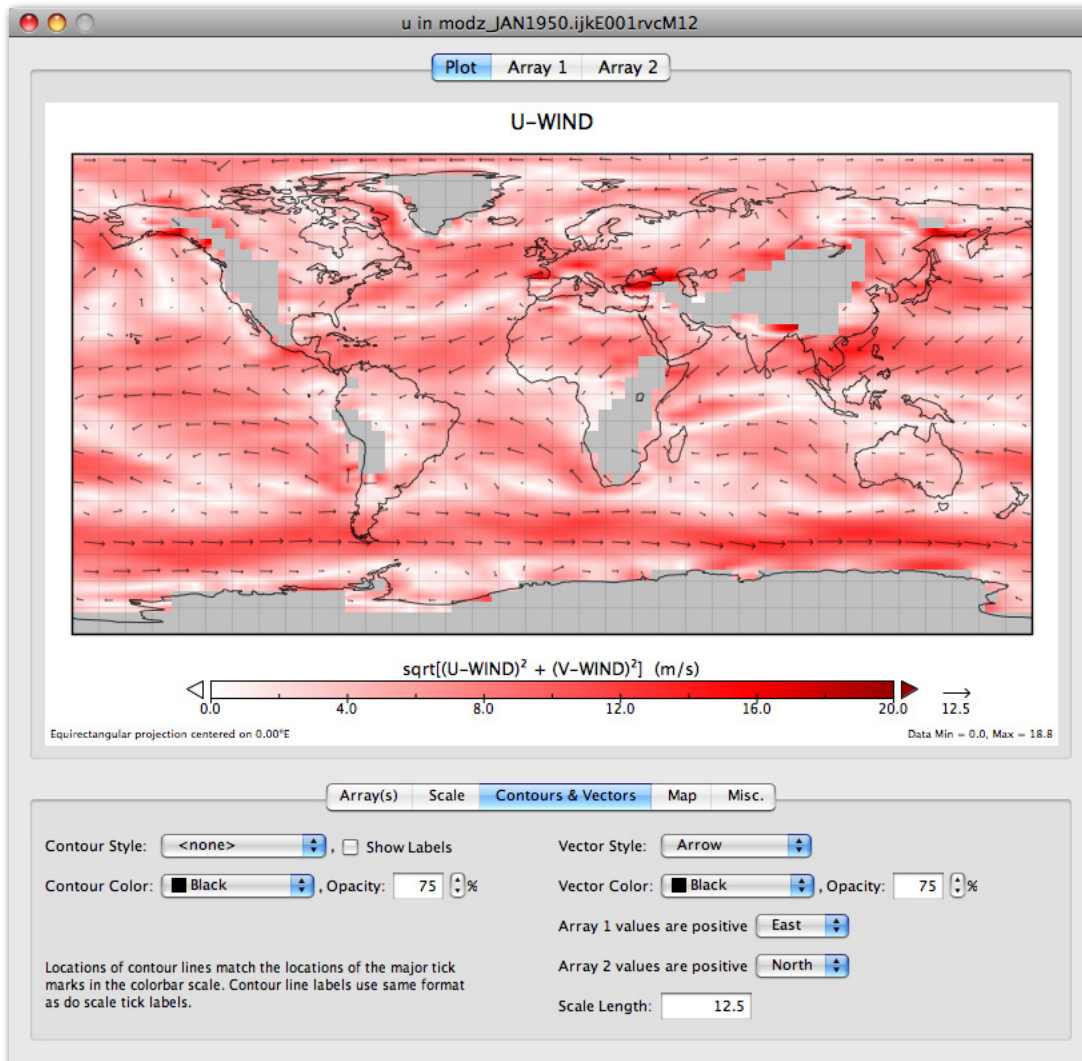 u in modz_JAN1950.ijkE001rvcM12
Plot Array 1 Array 2
U-WIND
sqrt[(U-WIND)² + (V-WIND)²] (m/s)
0.0 4.0 8.0 12.0 16.0 20.0 12.5
Equirectangular projection centered on 0.00°E Data Min = 0.0, Max = 18.8
Array(s) Scale Contours & Vectors Map Misc.
Contour Style: <none> , Show Labels Vector Style: Arrow
Contour Color: Black , Opacity: 75 % Vector Color: Black , Opacity: 75 %
Array 1 values are positive East
Array 2 values are positive North
Locations of contour lines match the locations of the major tick
marks in the colorbar scale. Contour line labels use same format
as do scale tick labels.
Scale Length: 12.5